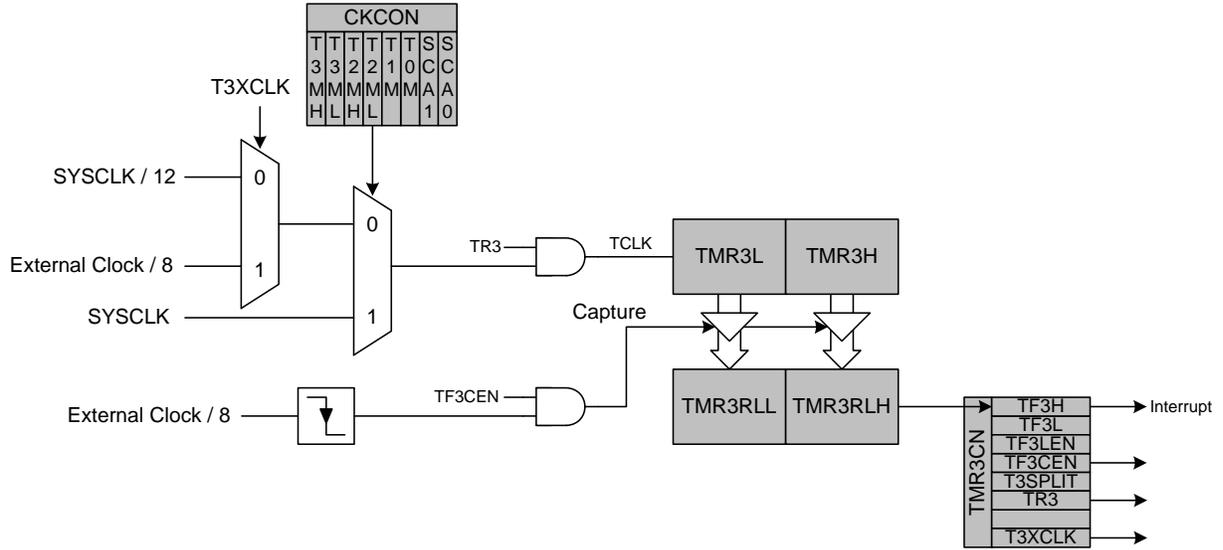 CKCON
T3MH T3ML T2MH T2ML T1M T0M SCA1 SCA0
T3XCLK
SYSCLK / 12
0
External Clock / 8
1
SYSCLK
0
1
TR3
TCLK
TMR3L TMR3H
Capture
External Clock / 8
TF3CEN
TMR3RLL TMR3RLH
TMR3CN
TF3H
Interrupt
TF3L
TF3LEN
TF3CEN
T3SPLIT
TR3
T3XCLK